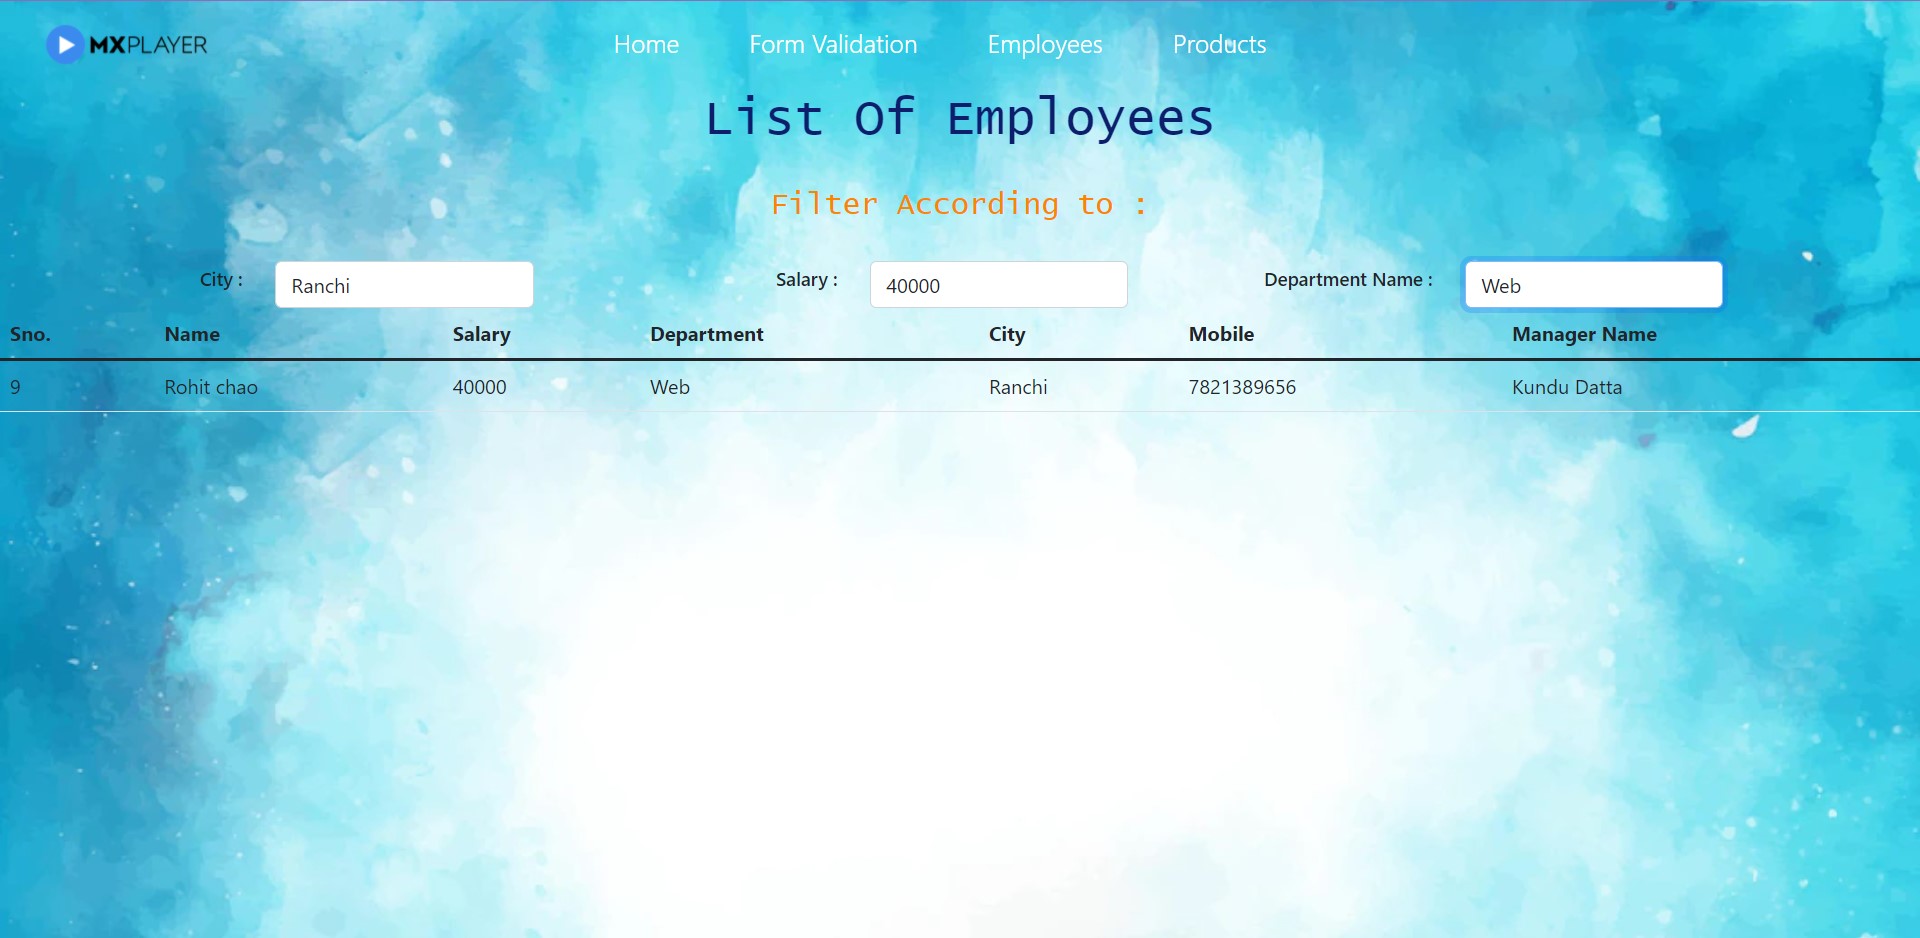 MXPLAYER Home Form Validation Employees Products
List Of Employees
Filter According to :
City : Ranchi Salary : 40000 Department Name : Web
Sno. Name Salary Department City Mobile Manager Name
9 Rohit chao 40000 Web Ranchi 7821389656 Kundu Datta